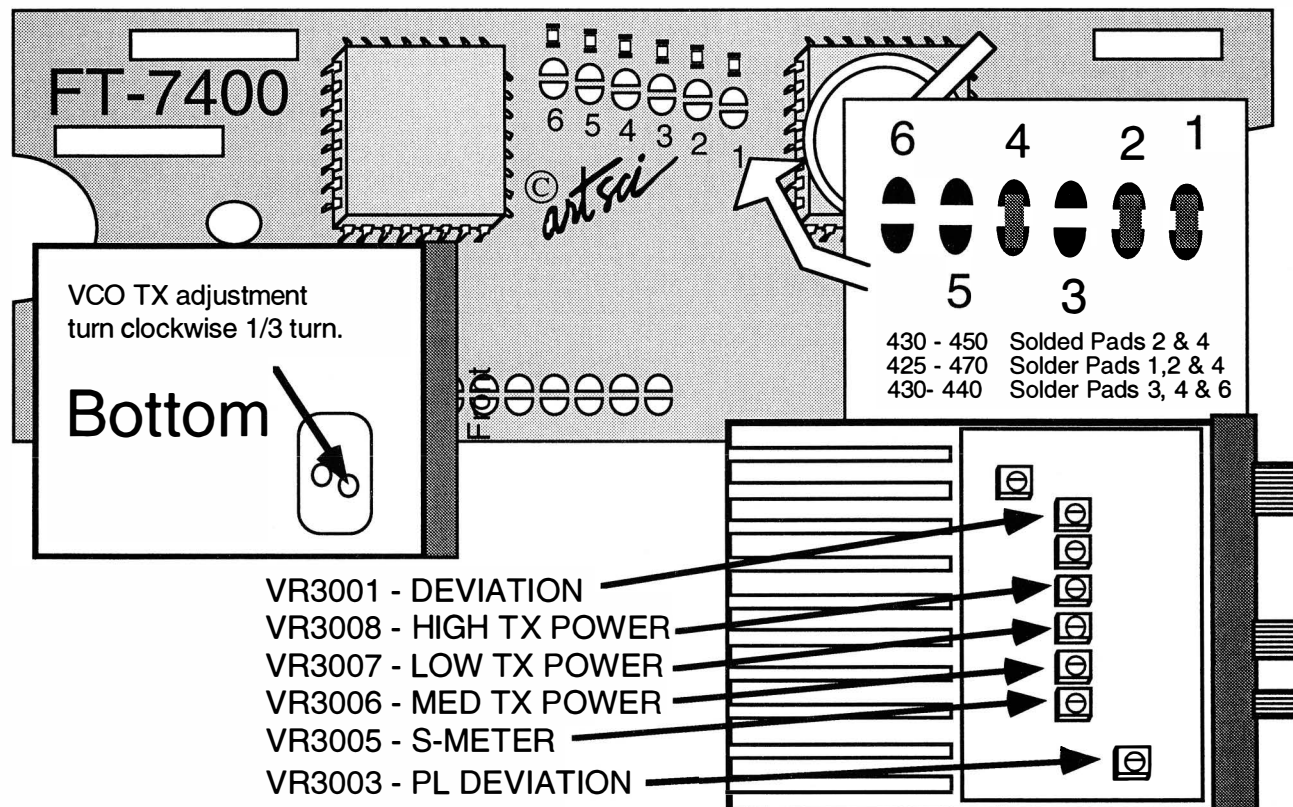 FT-7400
6 5 4 3 2 1
© artsci
6 4 2 1
5 3
430 - 450 Solded Pads 2 & 4
425 - 470 Solder Pads 1,2 & 4
430- 440 Solder Pads 3, 4 & 6
VCO TX adjustment
turn clockwise 1/3 turn.
Bottom
Front
VR3001 - DEVIATION
VR3008 - HIGH TX POWER
VR3007 - LOW TX POWER
VR3006 - MED TX POWER
VR3005 - S-METER
VR3003 - PL DEVIATION